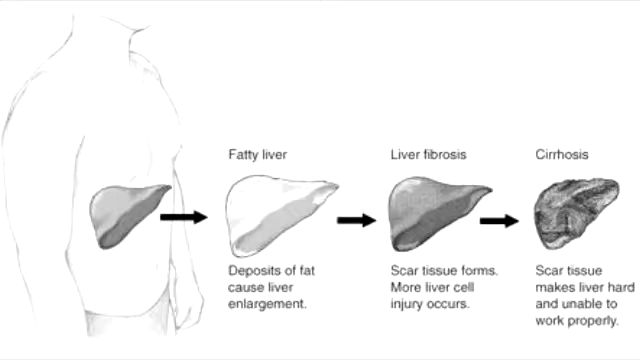 Fatty liver
Deposits of fat
cause liver
enlargement.
Liver fibrosis
Scar tissue forms.
More liver cell
injury occurs.
Cirrhosis
Scar tissue
makes liver hard
and unable to
work properly.